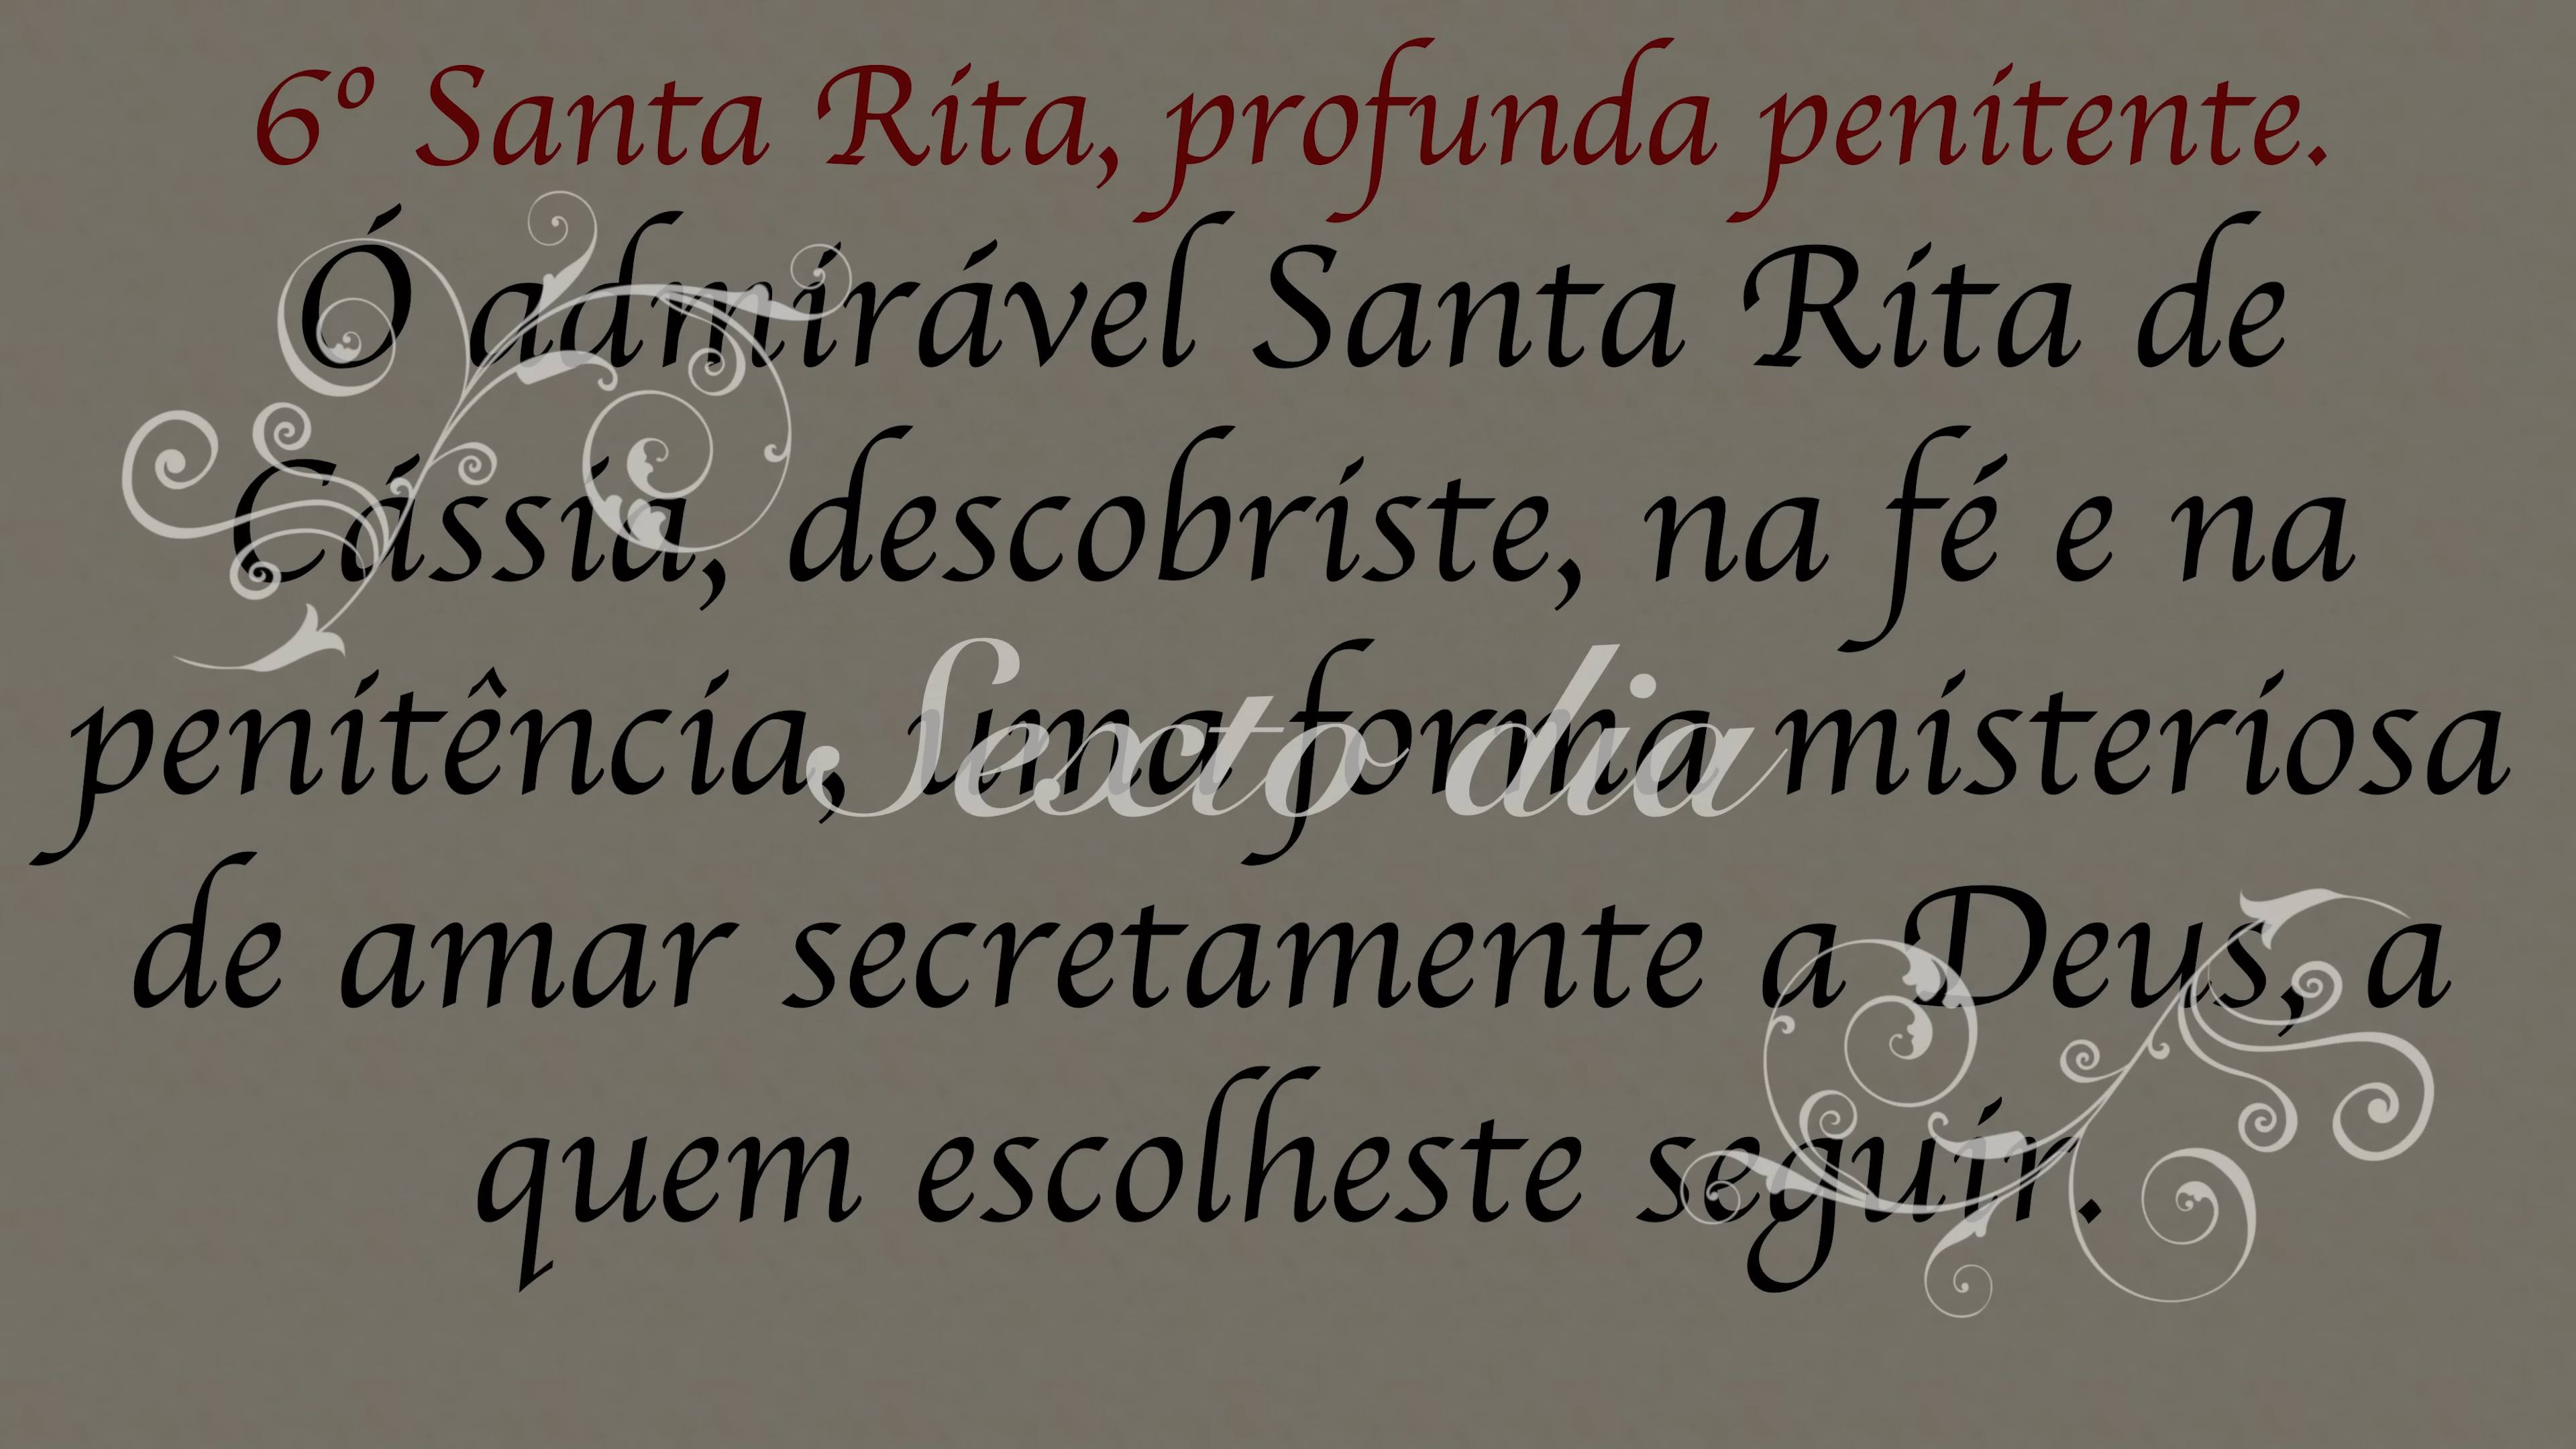 6º Santa Rita, profunda penitente.
Ó admirável Santa Rita de
Cássia, descobriste, na fé e na
penitência, uma forma misteriosa
Sexto dia
de amar secretamente a Deus, a
quem escolheste seguir.